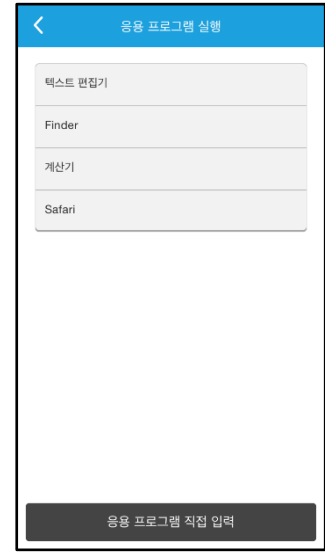 응용 프로그램 실행
텍스트 편집기
Finder
계산기
Safari
응용 프로그램 직접 입력